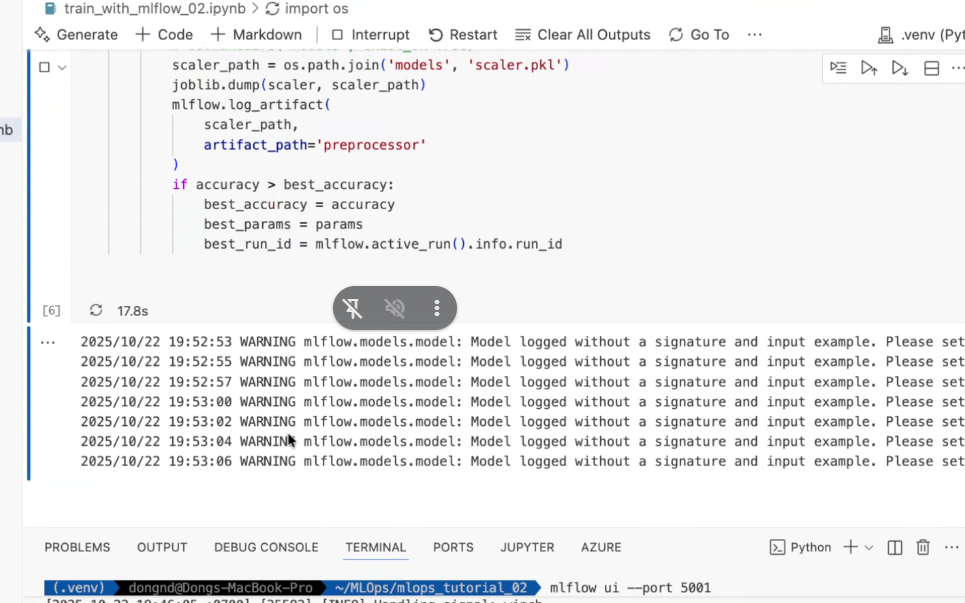 train_with_mlflow_02.ipynb > import os
Generate + Code + Markdown Interrupt Restart Clear All Outputs Go To ... .venv (Pyt
scaler_path = os.path.join('models', 'scaler.pkl')
joblib.dump(scaler, scaler_path)
mlflow.log_artifact(
scaler_path,
nb
artifact_path='preprocessor'
)
if accuracy > best_accuracy:
best_accuracy = accuracy
best_params = params
best_run_id = mlflow.active_run().info.run_id
[6] 17.8s
2025/10/22 19:52:53 WARNING mlflow.models.model: Model logged without a signature and input example. Please set
2025/10/22 19:52:55 WARNING mlflow.models.model: Model logged without a signature and input example. Please set
2025/10/22 19:52:57 WARNING mlflow.models.model: Model logged without a signature and input example. Please set
2025/10/22 19:53:00 WARNING mlflow.models.model: Model logged without a signature and input example. Please set
2025/10/22 19:53:02 WARNING mlflow.models.model: Model logged without a signature and input example. Please set
2025/10/22 19:53:04 WARNING mlflow.models.model: Model logged without a signature and input example. Please set
2025/10/22 19:53:06 WARNING mlflow.models.model: Model logged without a signature and input example. Please set
PROBLEMS OUTPUT DEBUG CONSOLE TERMINAL PORTS JUPYTER AZURE Python
(.venv) dongnd@Dongs-MacBook-Pro ~/MLOps/mlops_tutorial_02 mlflow ui --port 5001